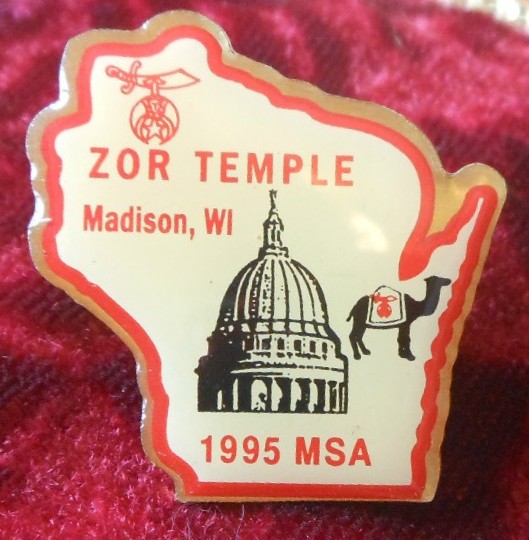 ZOR TEMPLE
Madison, WI
1995 MSA